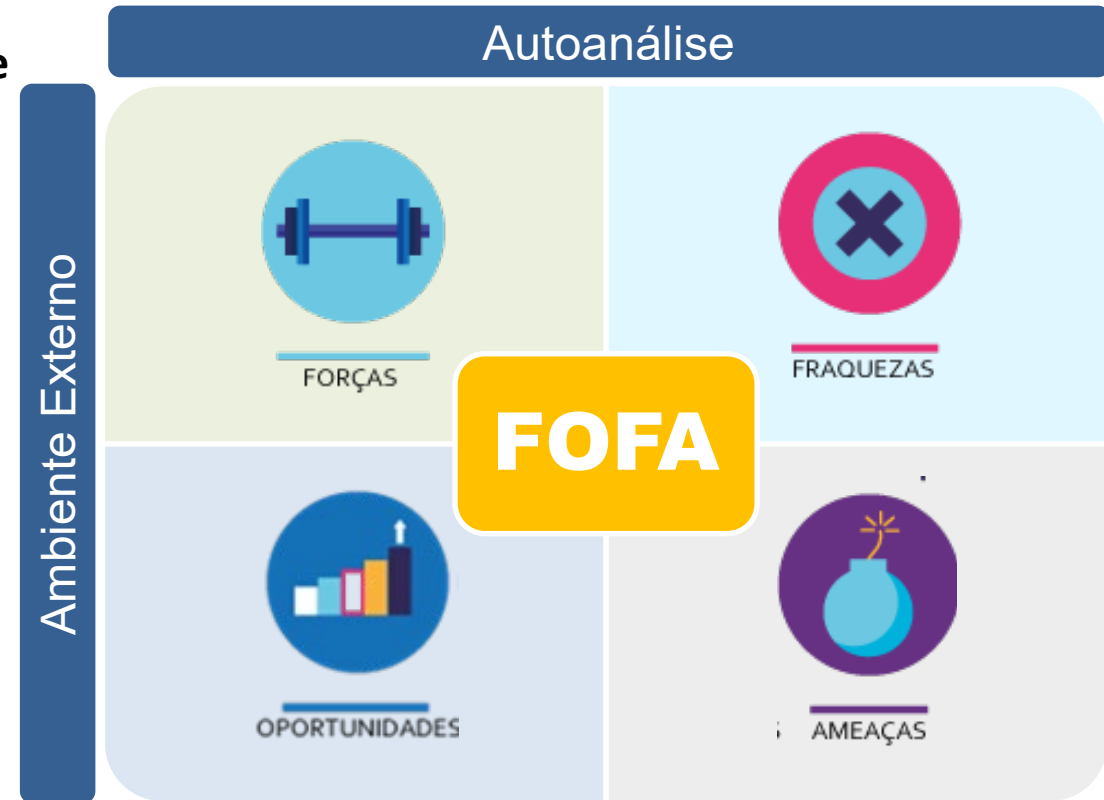 e
Autoanálise
Ambiente Externo
FORÇAS
FRAQUEZAS
FOFA
OPORTUNIDADES
AMEAÇAS